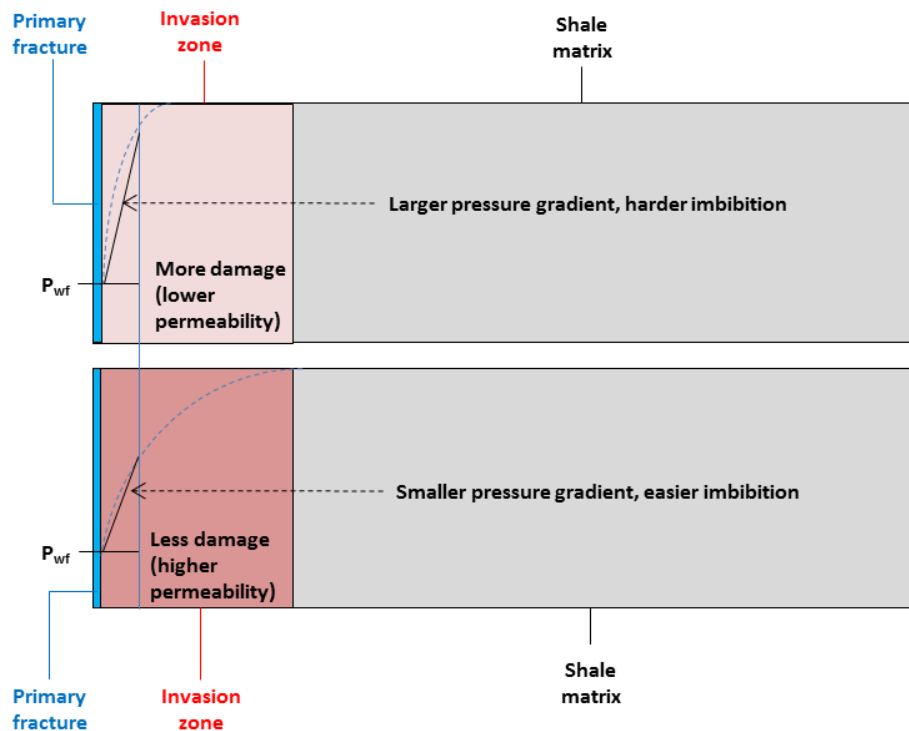 Primary
fracture
Invasion
zone
Shale
matrix
Larger pressure gradient, harder imbibition
Pwf
More damage
(lower
permeability)
Smaller pressure gradient, easier imbibition
Pwf
Less damage
(higher
permeability)
Primary
fracture
Invasion
zone
Shale
matrix